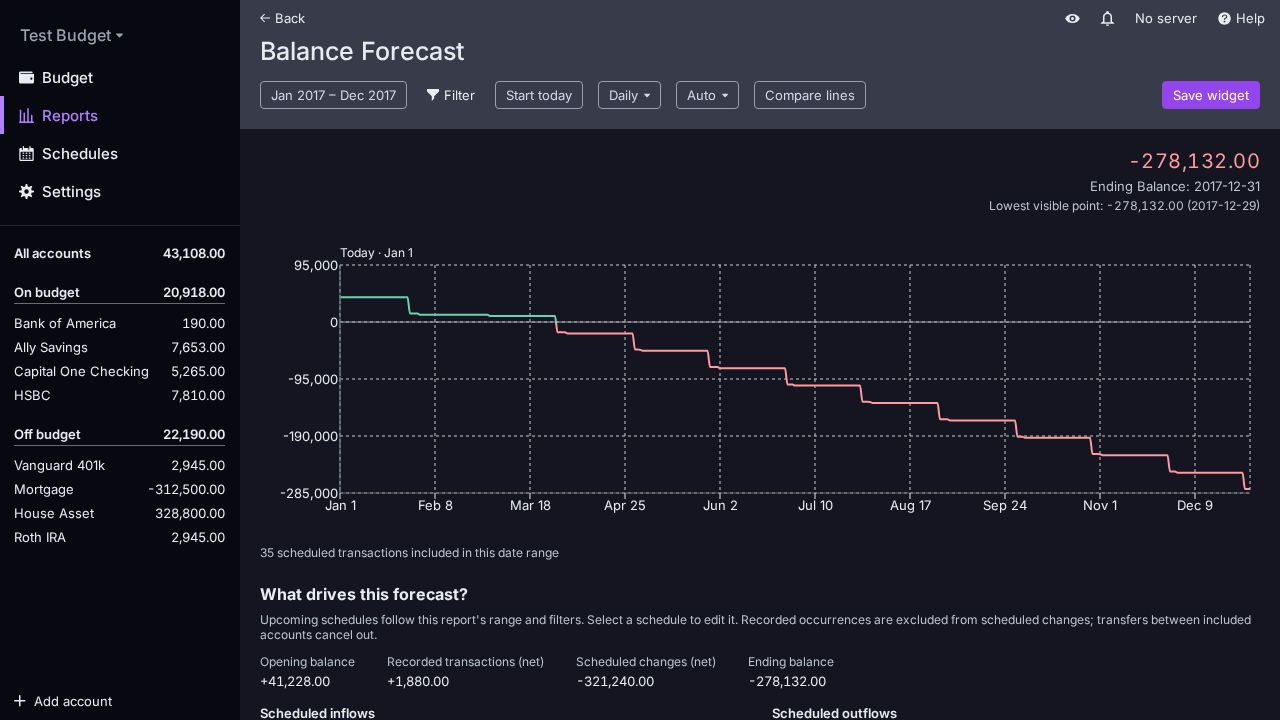 Test Budget
Budget
Reports
Schedules
Settings
All accounts 43,108.00
On budget 20,918.00
Bank of America 190.00
Ally Savings 7,653.00
Capital One Checking 5,265.00
HSBC 7,810.00
Off budget 22,190.00
Vanguard 401k 2,945.00
Mortgage -312,500.00
House Asset 328,800.00
Roth IRA 2,945.00
Add account
Back
No server
Help
Balance Forecast
Jan 2017 – Dec 2017
Filter
Start today
Daily
Auto
Compare lines
Save widget
-278,132.00
Ending Balance: 2017-12-31
Lowest visible point: -278,132.00 (2017-12-29)
Today · Jan 1
95,000
0
-95,000
-190,000
-285,000
Jan 1 Feb 8 Mar 18 Apr 25 Jun 2 Jul 10 Aug 17 Sep 24 Nov 1 Dec 9
35 scheduled transactions included in this date range
What drives this forecast?
Upcoming schedules follow this report's range and filters. Select a schedule to edit it. Recorded occurrences are excluded from scheduled changes; transfers between included
accounts cancel out.
Opening balance Recorded transactions (net) Scheduled changes (net) Ending balance
+41,228.00 +1,880.00 -321,240.00 -278,132.00
Scheduled inflows Scheduled outflows